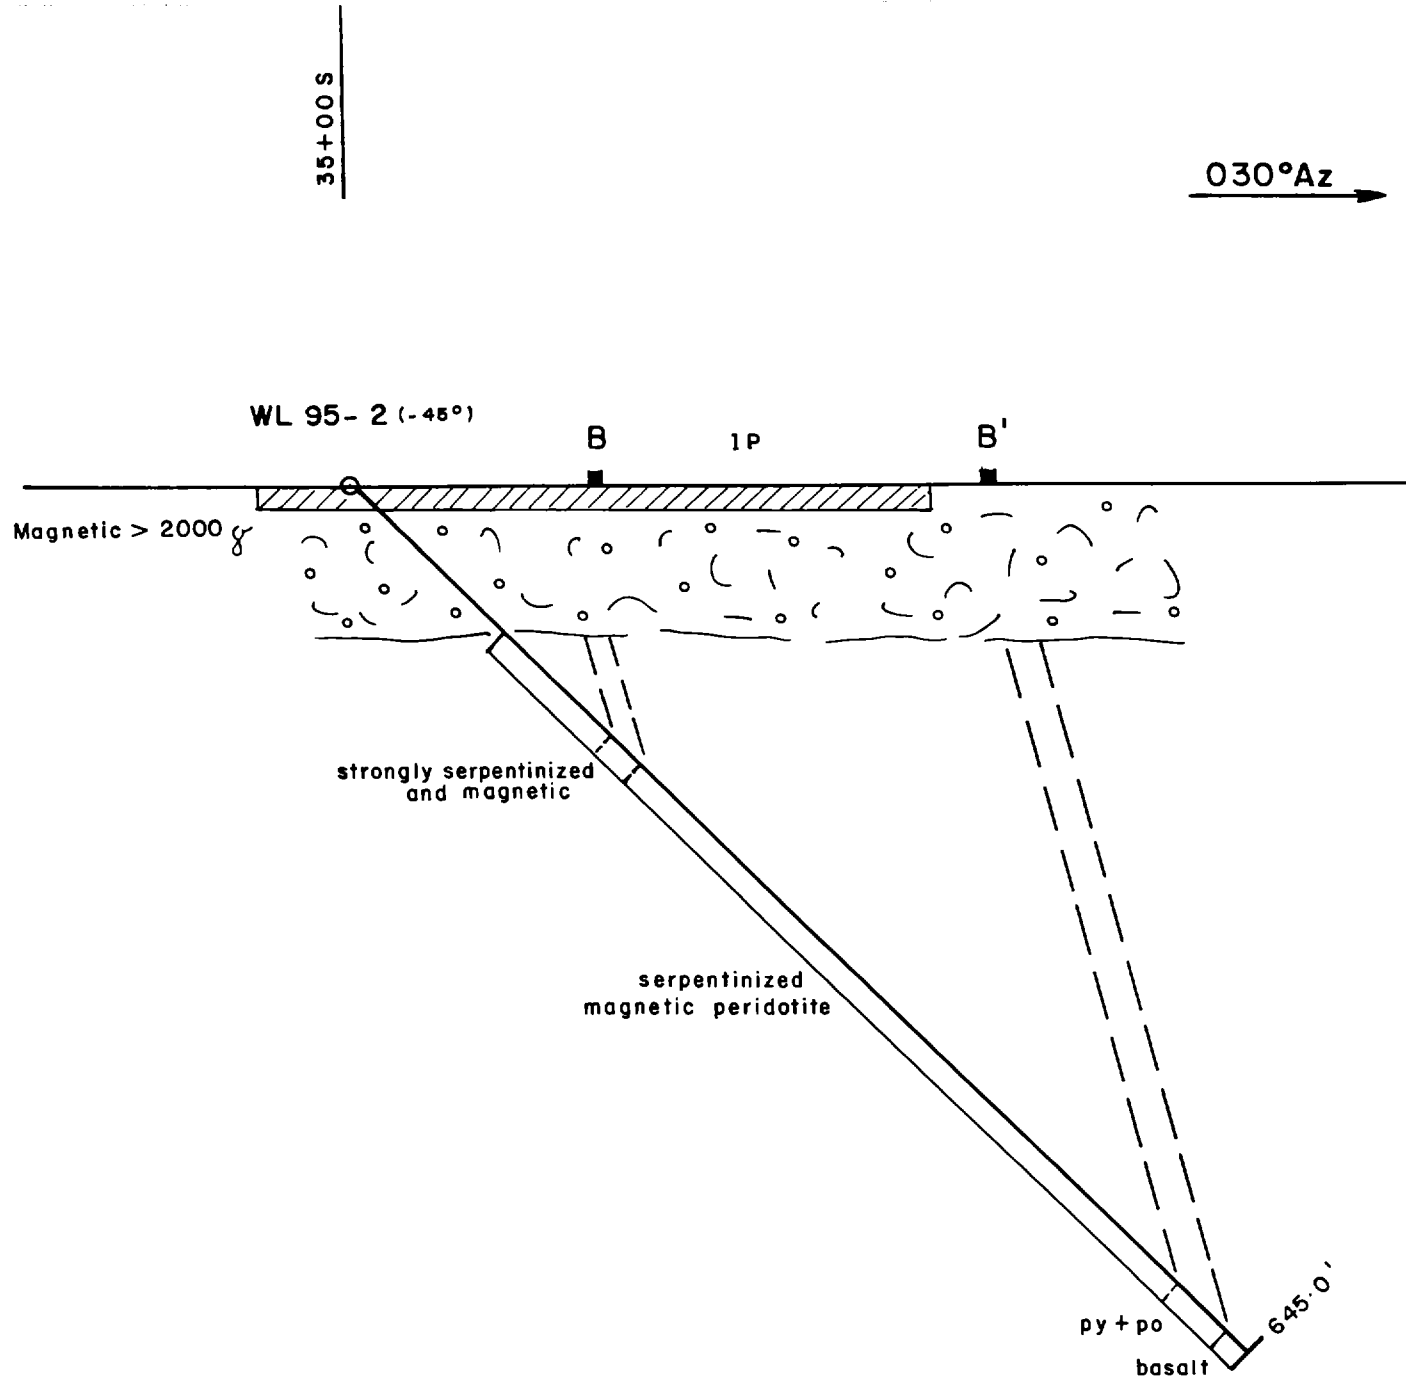 35+00 S
030°Az
WL 95-2 (-45°)
B
IP
B'
Magnetic > 2000 γ
strongly serpentinized
and magnetic
serpentinized
magnetic peridotite
645.0'
py + po
basalt